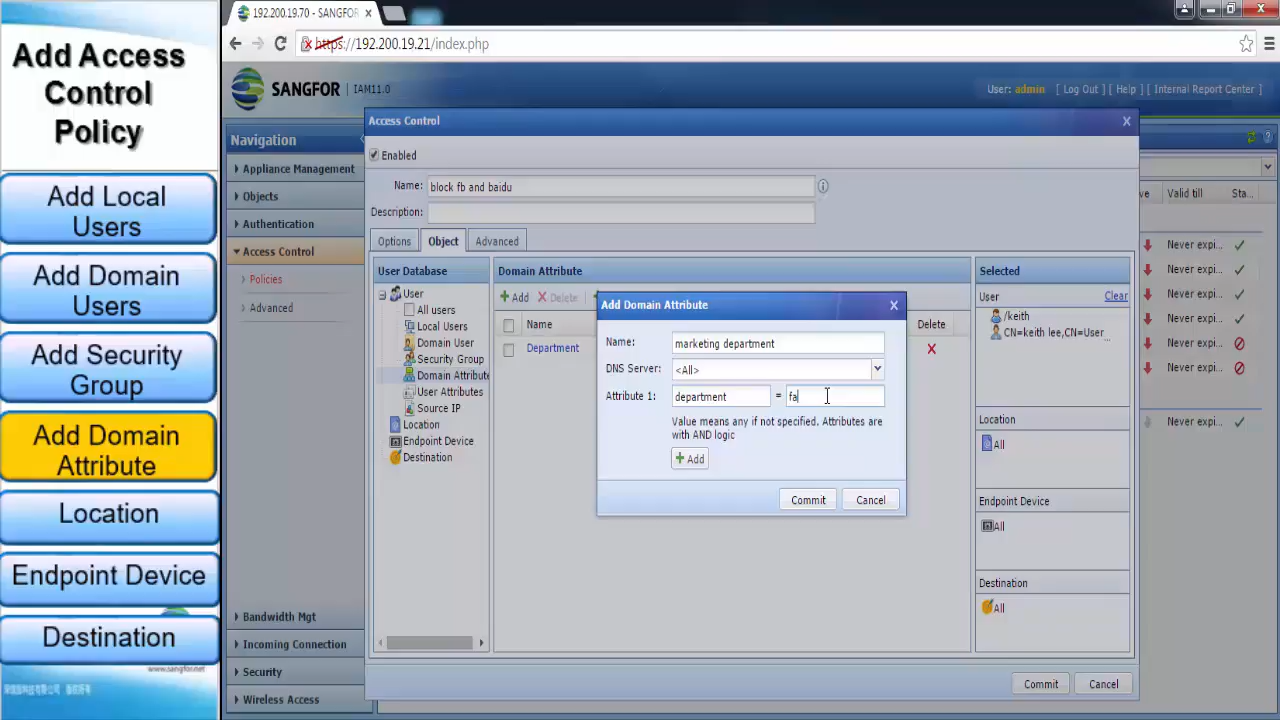 Add Access
Control
Policy
Add Local
Users
Add Domain
Users
Add Security
Group
Add Domain
Attribute
Location
Endpoint Device
Destination
www.sangfor.net
192.200.19.70 - SANGFOR
https://192.200.19.21/index.php
SANGFOR IAM11.0
User: admin [ Log Out ] [ Help ] [ Internal Report Center ]
Navigation
Appliance Management
Objects
Authentication
Access Control
Policies
Advanced
Bandwidth Mgt
Incoming Connection
Security
Wireless Access
Access Control
Enabled
Name: block fb and baidu
Description:
Options Object Advanced
User Database
User
All users
Local Users
Domain User
Security Group
Domain Attribute
User Attributes
Source IP
Location
Endpoint Device
Destination
Domain Attribute
Add Delete
Name Delete
Department
Add Domain Attribute
Name: marketing department
DNS Server: <All>
Attribute 1: department = fa
Value means any if not specified. Attributes are
with AND logic
Add
Commit Cancel
Selected
User Clear
/keith
CN=keith lee,CN=User...
Location
All
Endpoint Device
All
Destination
All
Commit Cancel
ve Valid till Sta...
Never expi...
Never expi...
Never expi...
Never expi...
Never expi...
Never expi...
Never expi...